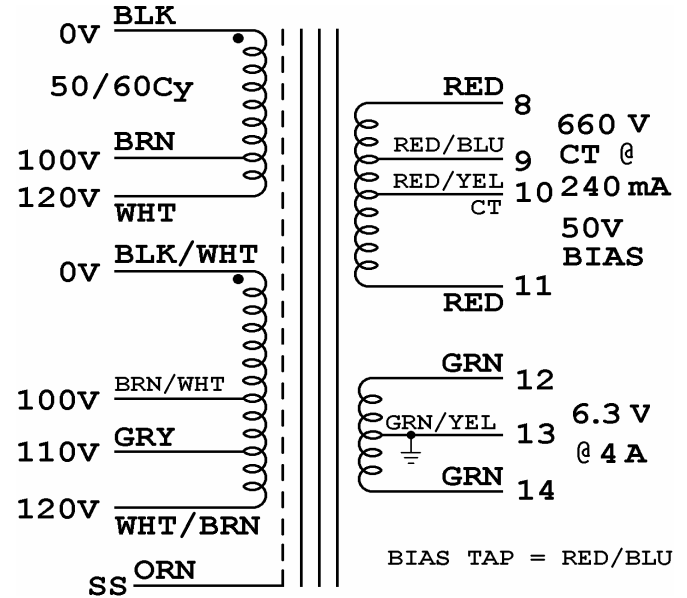 BLK
0V
50/60Cy
BRN
100V
120V
WHT
BLK/WHT
0V
BRN/WHT
100V
GRY
110V
120V
WHT/BRN
ORN
SS
RED
8
RED/BLU
9
RED/YEL
10
CT
11
RED
660 V
CT @
240 mA
50V
BIAS
GRN
12
GRN/YEL
13
GRN
14
6.3 V
@ 4 A
BIAS TAP = RED/BLU